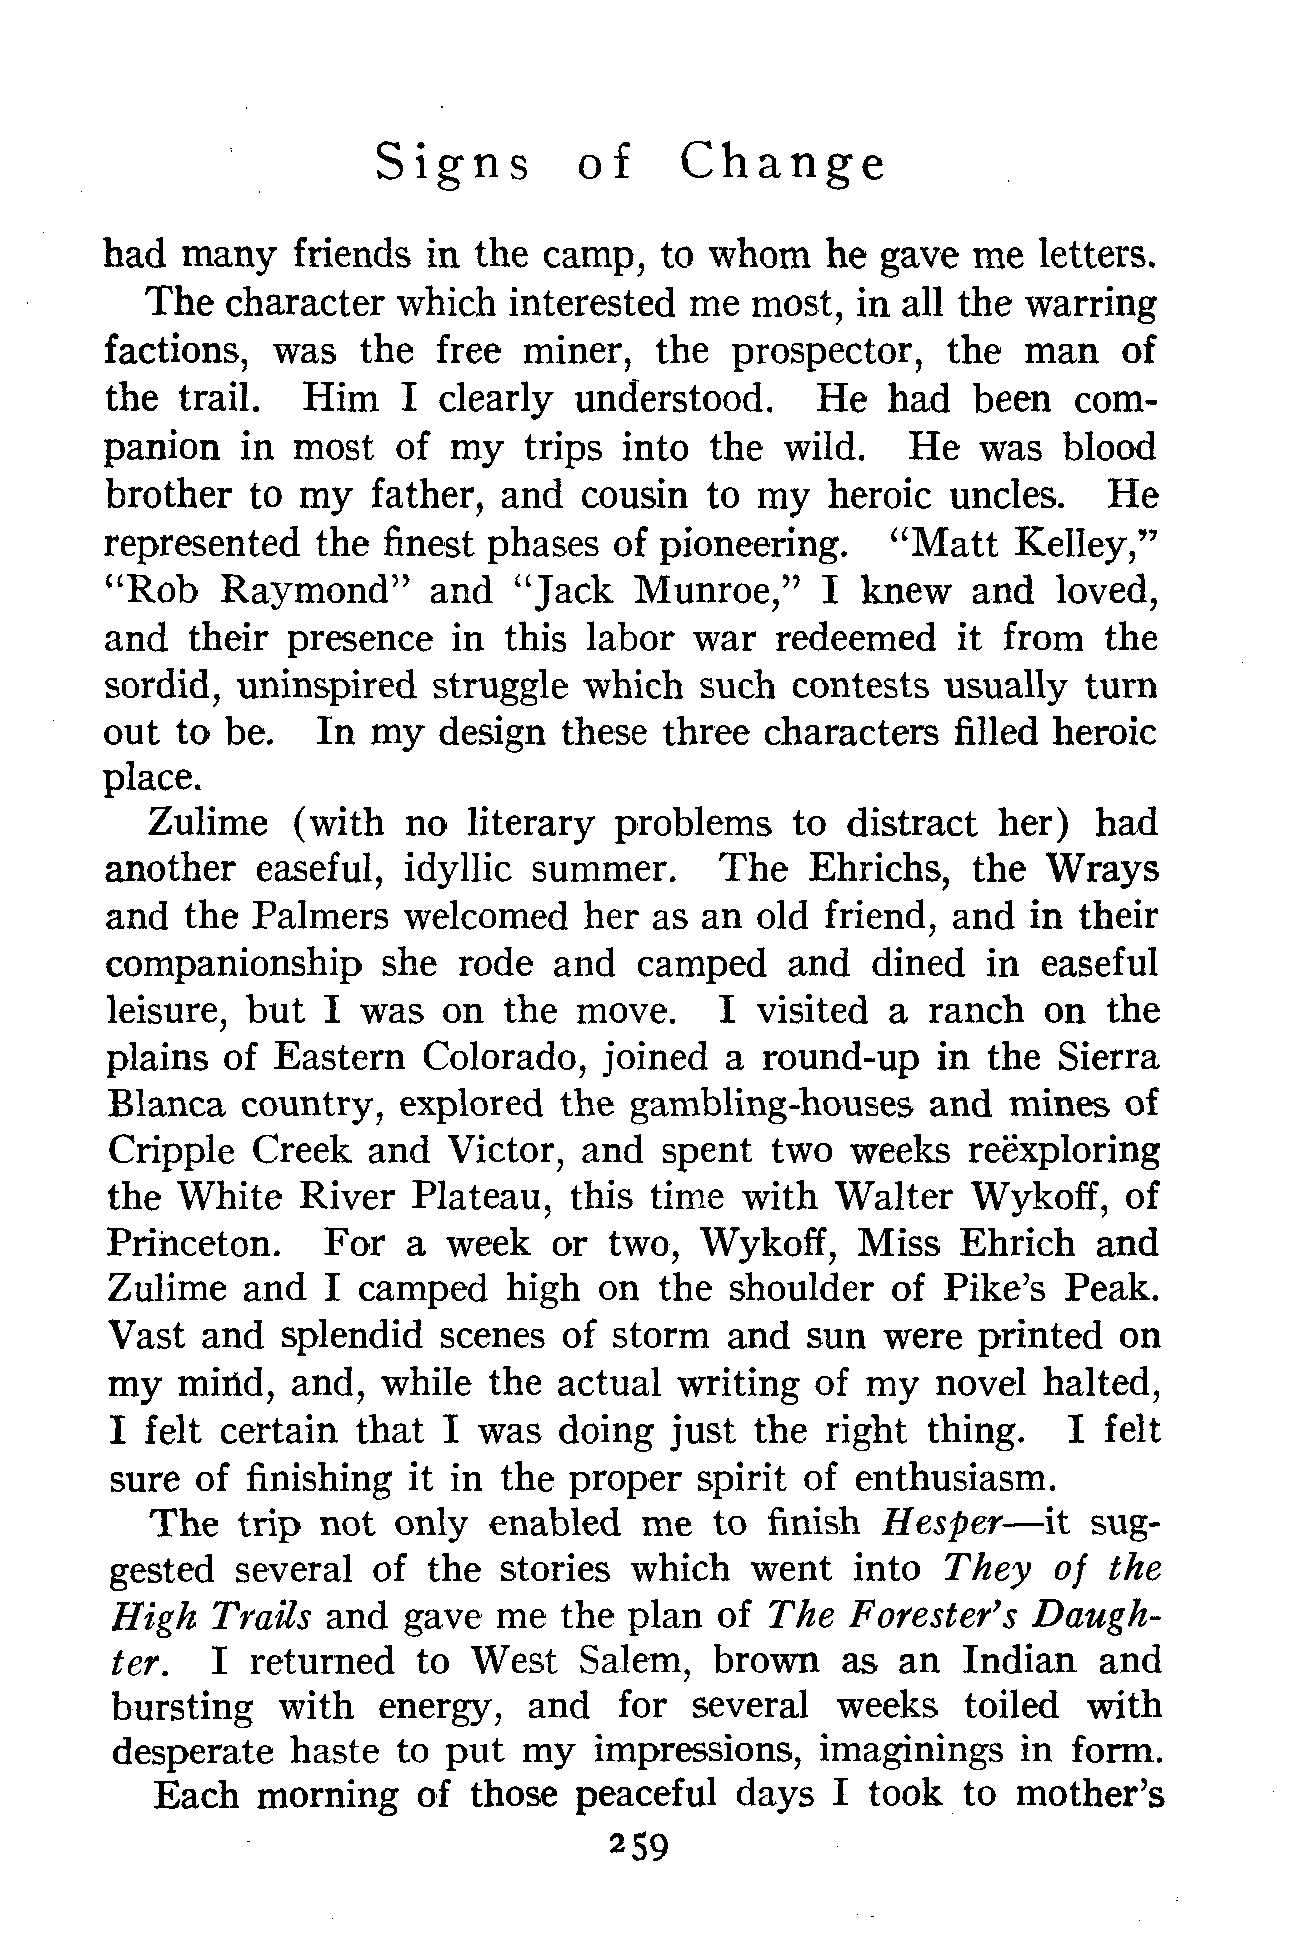 Signs of Change
had many friends in the camp, to whom he gave me letters.
The character which interested me most, in all the warring
factions, was the free miner, the prospector, the man of
the trail. Him I clearly understood. He had been com-
panion in most of my trips into the wild. He was blood
brother to my father, and cousin to my heroic uncles. He
represented the finest phases of pioneering. “Matt Kelley,”
“Rob Raymond” and “Jack Munroe,” I knew and loved,
and their presence in this labor war redeemed it from the
sordid, uninspired struggle which such contests usually turn
out to be. In my design these three characters filled heroic
place.
Zulime (with no literary problems to distract her) had
another easeful, idyllic summer. The Ehrichs, the Wrays
and the Palmers welcomed her as an old friend, and in their
companionship she rode and camped and dined in easeful
leisure, but I was on the move. I visited a ranch on the
plains of Eastern Colorado, joined a round-up in the Sierra
Blanca country, explored the gambling-houses and mines of
Cripple Creek and Victor, and spent two weeks reëxploring
the White River Plateau, this time with Walter Wykoff, of
Princeton. For a week or two, Wykoff, Miss Ehrich and
Zulime and I camped high on the shoulder of Pike’s Peak.
Vast and splendid scenes of storm and sun were printed on
my mind, and, while the actual writing of my novel halted,
I felt certain that I was doing just the right thing. I felt
sure of finishing it in the proper spirit of enthusiasm.
The trip not only enabled me to finish Hesper—it sug-
gested several of the stories which went into They of the
High Trails and gave me the plan of The Forester’s Daugh-
ter. I returned to West Salem, brown as an Indian and
bursting with energy, and for several weeks toiled with
desperate haste to put my impressions, imaginings in form.
Each morning of those peaceful days I took to mother’s
259